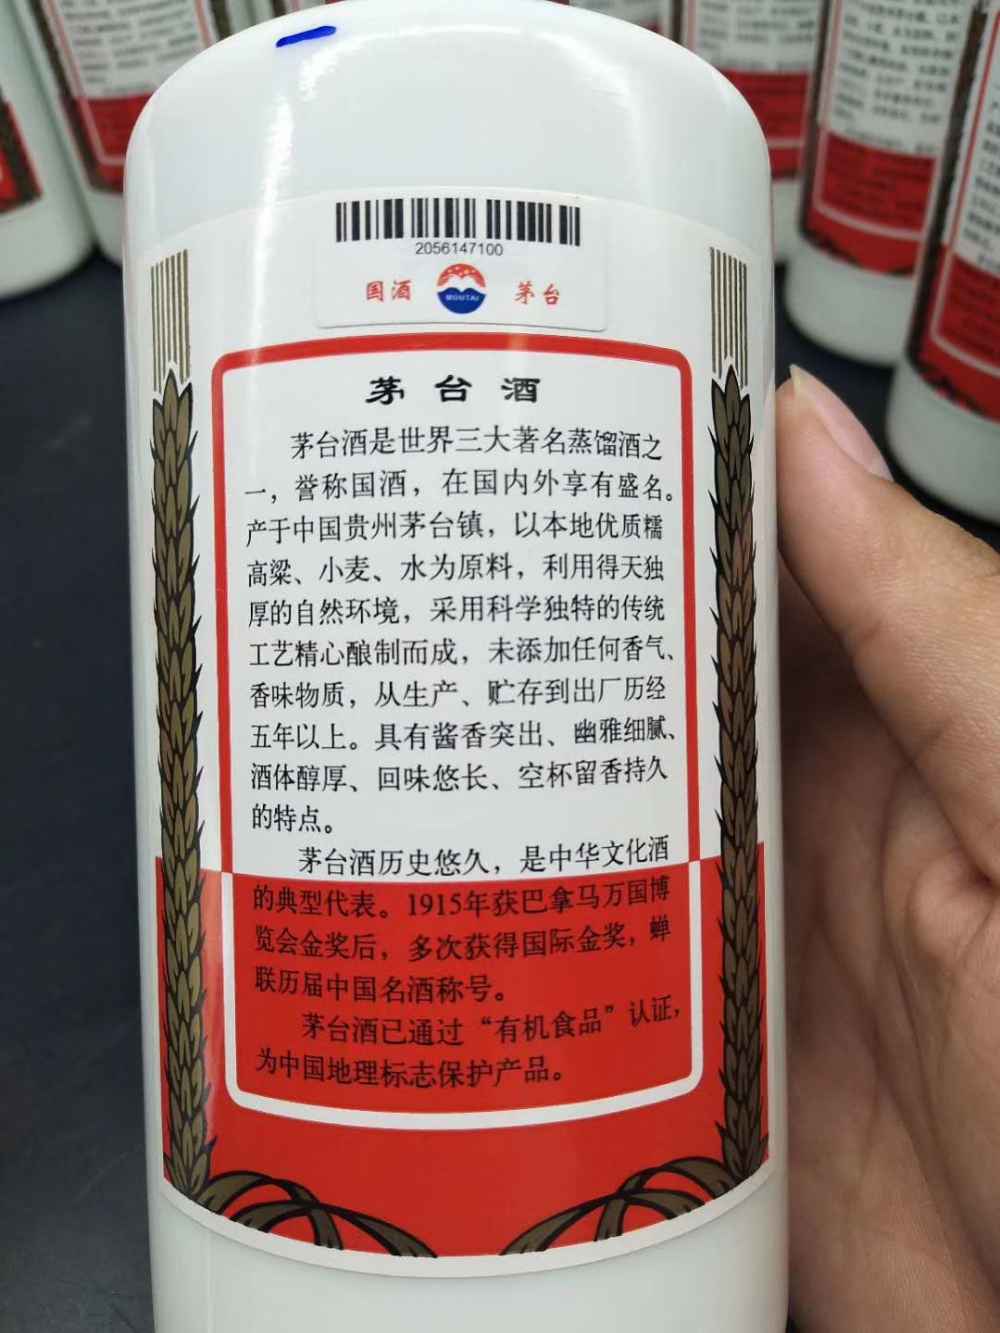 2056147100
国酒 MOUTAI 茅台
茅台酒
茅台酒是世界三大著名蒸馏酒之
一，誉称国酒，在国内外享有盛名。
产于中国贵州茅台镇，以本地优质糯
高粱、小麦、水为原料，利用得天独
厚的自然环境，采用科学独特的传统
工艺精心酿制而成，未添加任何香气、
香味物质，从生产、贮存到出厂历经
五年以上。具有酱香突出、幽雅细腻、
酒体醇厚、回味悠长、空杯留香持久
的特点。
茅台酒历史悠久，是中华文化酒
的典型代表。1915年获巴拿马万国博
览会金奖后，多次获得国际金奖，蝉
联历届中国名酒称号。
茅台酒已通过“有机食品”认证，
为中国地理标志保护产品。